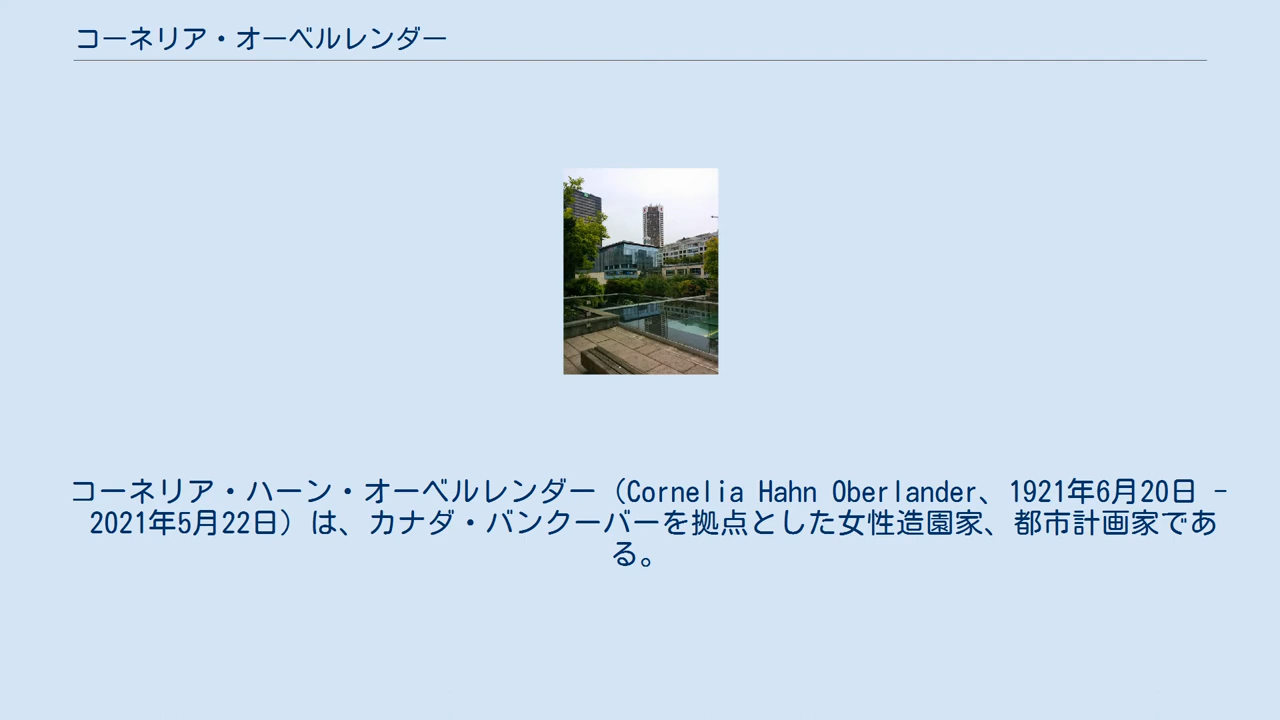 コーネリア・オーベルレンダー
コーネリア・ハーン・オーベルレンダー（Cornelia Hahn Oberlander、1921年6月20日 -
2021年5月22日）は、カナダ・バンクーバーを拠点とした女性造園家、都市計画家であ
る。